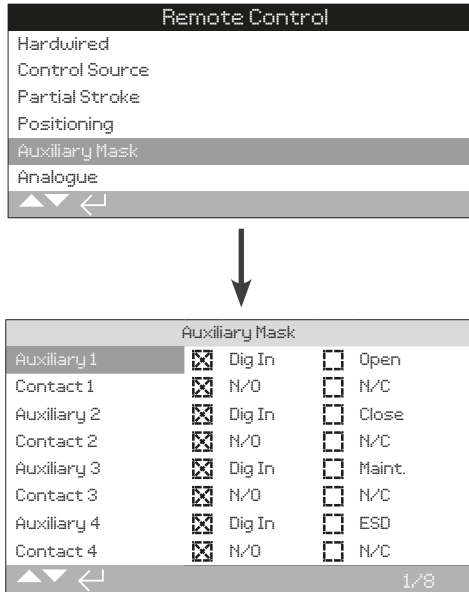 Remote Control
Hardwired
Control Source
Partial Stroke
Positioning
Auxiliary Mask
Analogue
Auxiliary Mask
Auxiliary 1 Dig In Open
Contact 1 N/O N/C
Auxiliary 2 Dig In Close
Contact 2 N/O N/C
Auxiliary 3 Dig In Maint.
Contact 3 N/O N/C
Auxiliary 4 Dig In ESD
Contact 4 N/O N/C
1/8